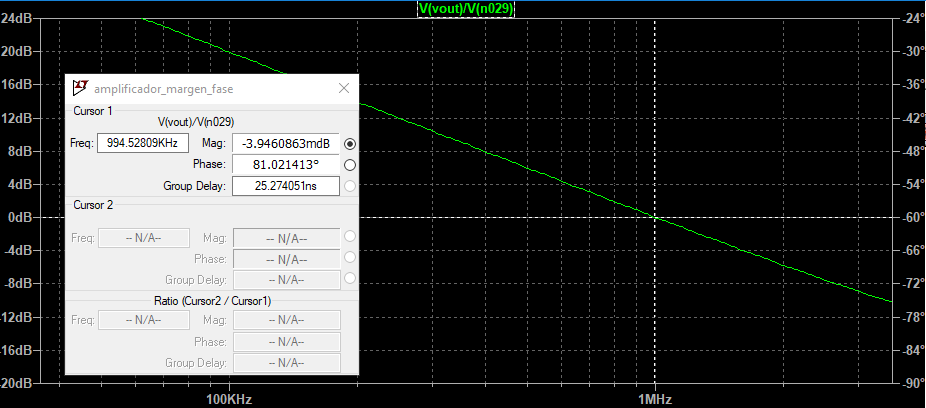 V(vout)/V(n029)
24dB
20dB
16dB
12dB
8dB
4dB
0dB
-4dB
-8dB
-12dB
-16dB
-20dB
-24°
-30°
-36°
-42°
-48°
-54°
-60°
-66°
-72°
-78°
-84°
-90°
100KHz 1MHz
amplificador_margen_fase
Cursor 1
V(vout)/V(n029)
Freq: 994.52809KHz Mag: -3.9460863mdB
Phase: 81.021413°
Group Delay: 25.274051ns
Cursor 2
Freq: -- N/A-- Mag: -- N/A--
Phase: -- N/A--
Group Delay: -- N/A--
Ratio (Cursor2 / Cursor1)
Freq: -- N/A-- Mag: -- N/A--
Phase: -- N/A--
Group Delay: -- N/A--